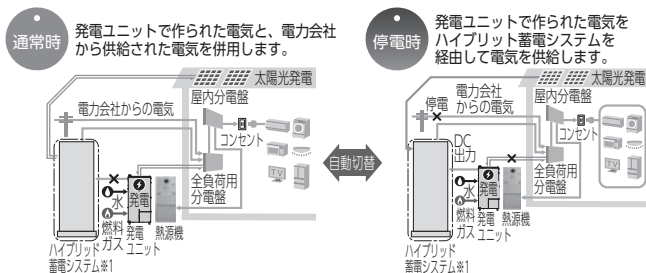 通常時
発電ユニットで作られた電気と、電力会社
から供給された電気を併用します。
太陽光発電
屋内分電盤
電力会社からの電気
コンセント
TV
全負荷用
分電盤
水
発電
燃料
ガス
発電
ユニット
熱源機
ハイブリッド
蓄電システム※1
自動切替
停電時
発電ユニットで作られた電気を
ハイブリット蓄電システムを
経由して電気を供給します。
太陽光発電
屋内分電盤
電力会社
からの電気
停電
コンセント
DC
出力
TV
全負荷用
分電盤
水
発電
燃料
ガス
発電
ユニット
熱源機
ハイブリッド
蓄電システム※1